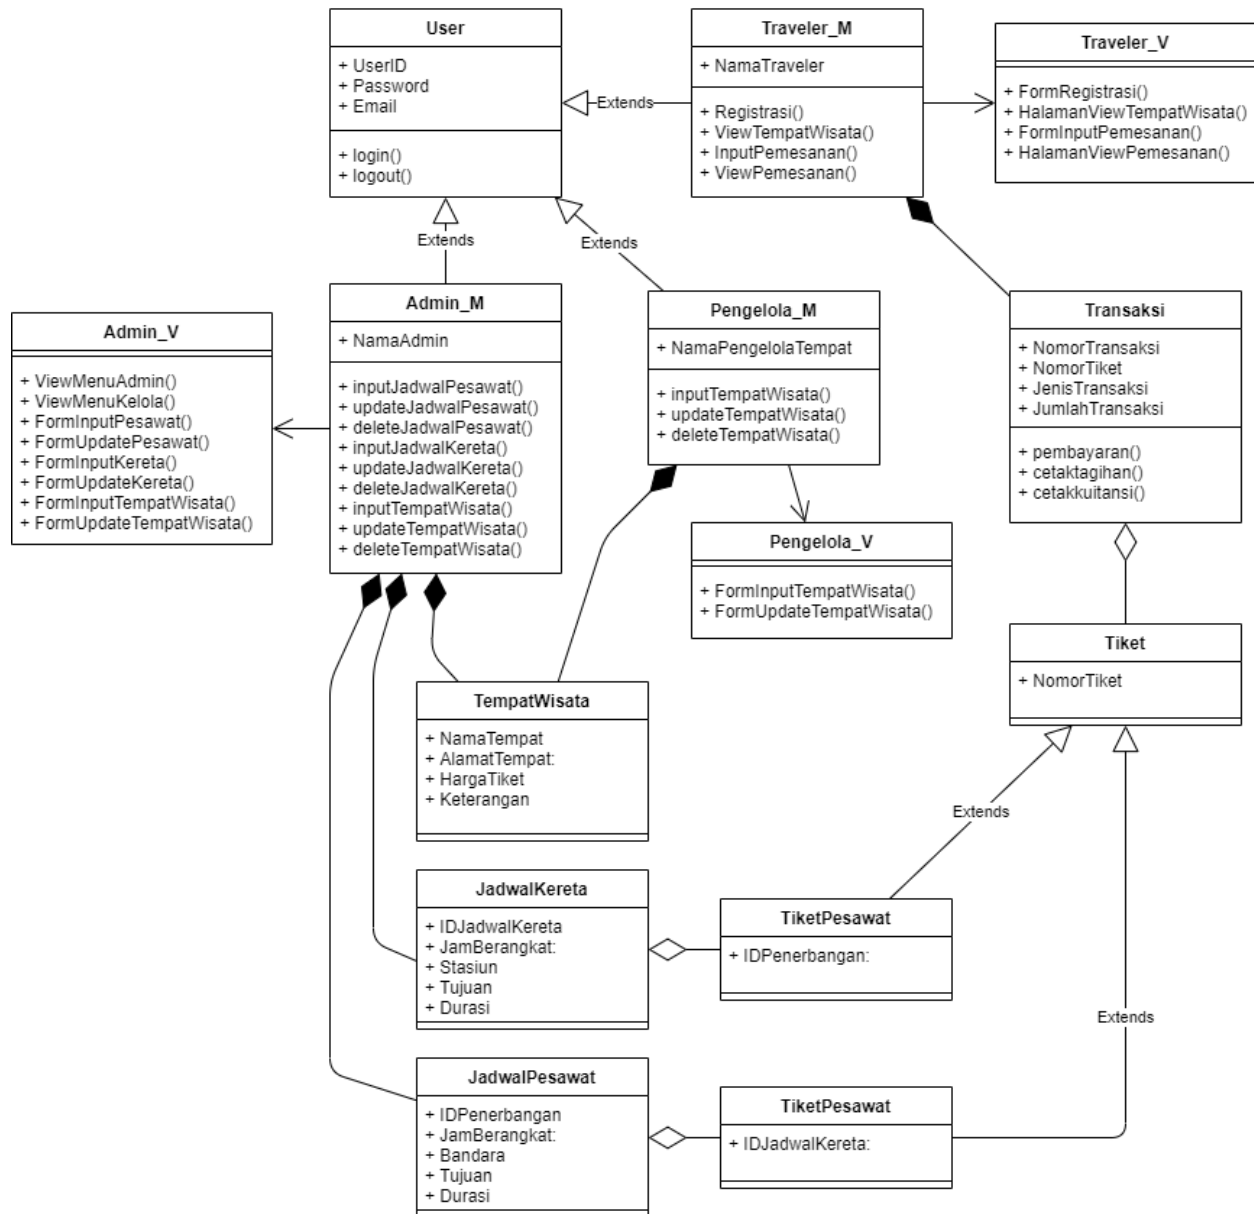 User
+ UserID
+ Password
+ Email
+ login()
+ logout()
Extends
Traveler_M
+ NamaTraveler
+ Registrasi()
+ ViewTempatWisata()
+ InputPemesanan()
+ ViewPemesanan()
Traveler_V
+ FormRegistrasi()
+ HalamanViewTempatWisata()
+ FormInputPemesanan()
+ HalamanViewPemesanan()
Extends
Extends
Admin_V
+ ViewMenuAdmin()
+ ViewMenuKelola()
+ FormInputPesawat()
+ FormUpdatePesawat()
+ FormInputKereta()
+ FormUpdateKereta()
+ FormInputTempatWisata()
+ FormUpdateTempatWisata()
Admin_M
+ NamaAdmin
+ inputJadwalPesawat()
+ updateJadwalPesawat()
+ deleteJadwalPesawat()
+ inputJadwalKereta()
+ updateJadwalKereta()
+ deleteJadwalKereta()
+ inputTempatWisata()
+ updateTempatWisata()
+ deleteTempatWisata()
Pengelola_M
+ NamaPengelolaTempat
+ inputTempatWisata()
+ updateTempatWisata()
+ deleteTempatWisata()
Transaksi
+ NomorTransaksi
+ NomorTiket
+ JenisTransaksi
+ JumlahTransaksi
+ pembayaran()
+ cetaktagihan()
+ cetakkuitansi()
Pengelola_V
+ FormInputTempatWisata()
+ FormUpdateTempatWisata()
Tiket
+ NomorTiket
TempatWisata
+ NamaTempat
+ AlamatTempat:
+ HargaTiket
+ Keterangan
Extends
JadwalKereta
+ IDJadwalKereta
+ JamBerangkat:
+ Stasiun
+ Tujuan
+ Durasi
TiketPesawat
+ IDPenerbangan:
Extends
JadwalPesawat
+ IDPenerbangan
+ JamBerangkat:
+ Bandara
+ Tujuan
+ Durasi
TiketPesawat
+ IDJadwalKereta: